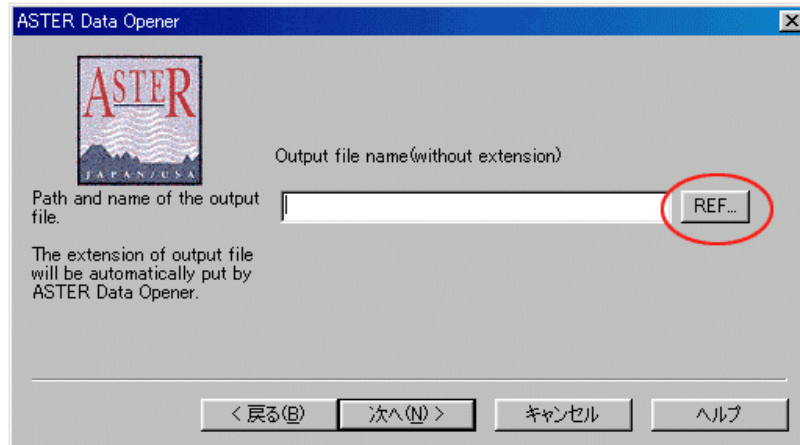 ASTER Data Opener
ASTER
JAPAN/USA
Output file name(without extension)
Path and name of the output
file.
REF...
The extension of output file
will be automatically put by
ASTER Data Opener.
< 戻る(B)
次へ(N) >
キャンセル
ヘルプ